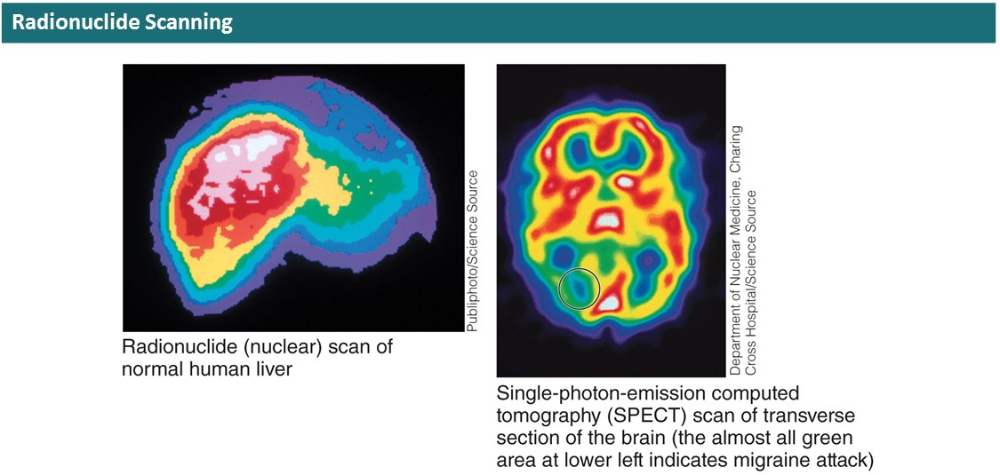 Radionuclide Scanning
Publiphoto/Science Source
Radionuclide (nuclear) scan of
normal human liver
Department of Nuclear Medicine, Charing
Cross Hospital/Science Source
Single-photon-emission computed
tomography (SPECT) scan of transverse
section of the brain (the almost all green
area at lower left indicates migraine attack)